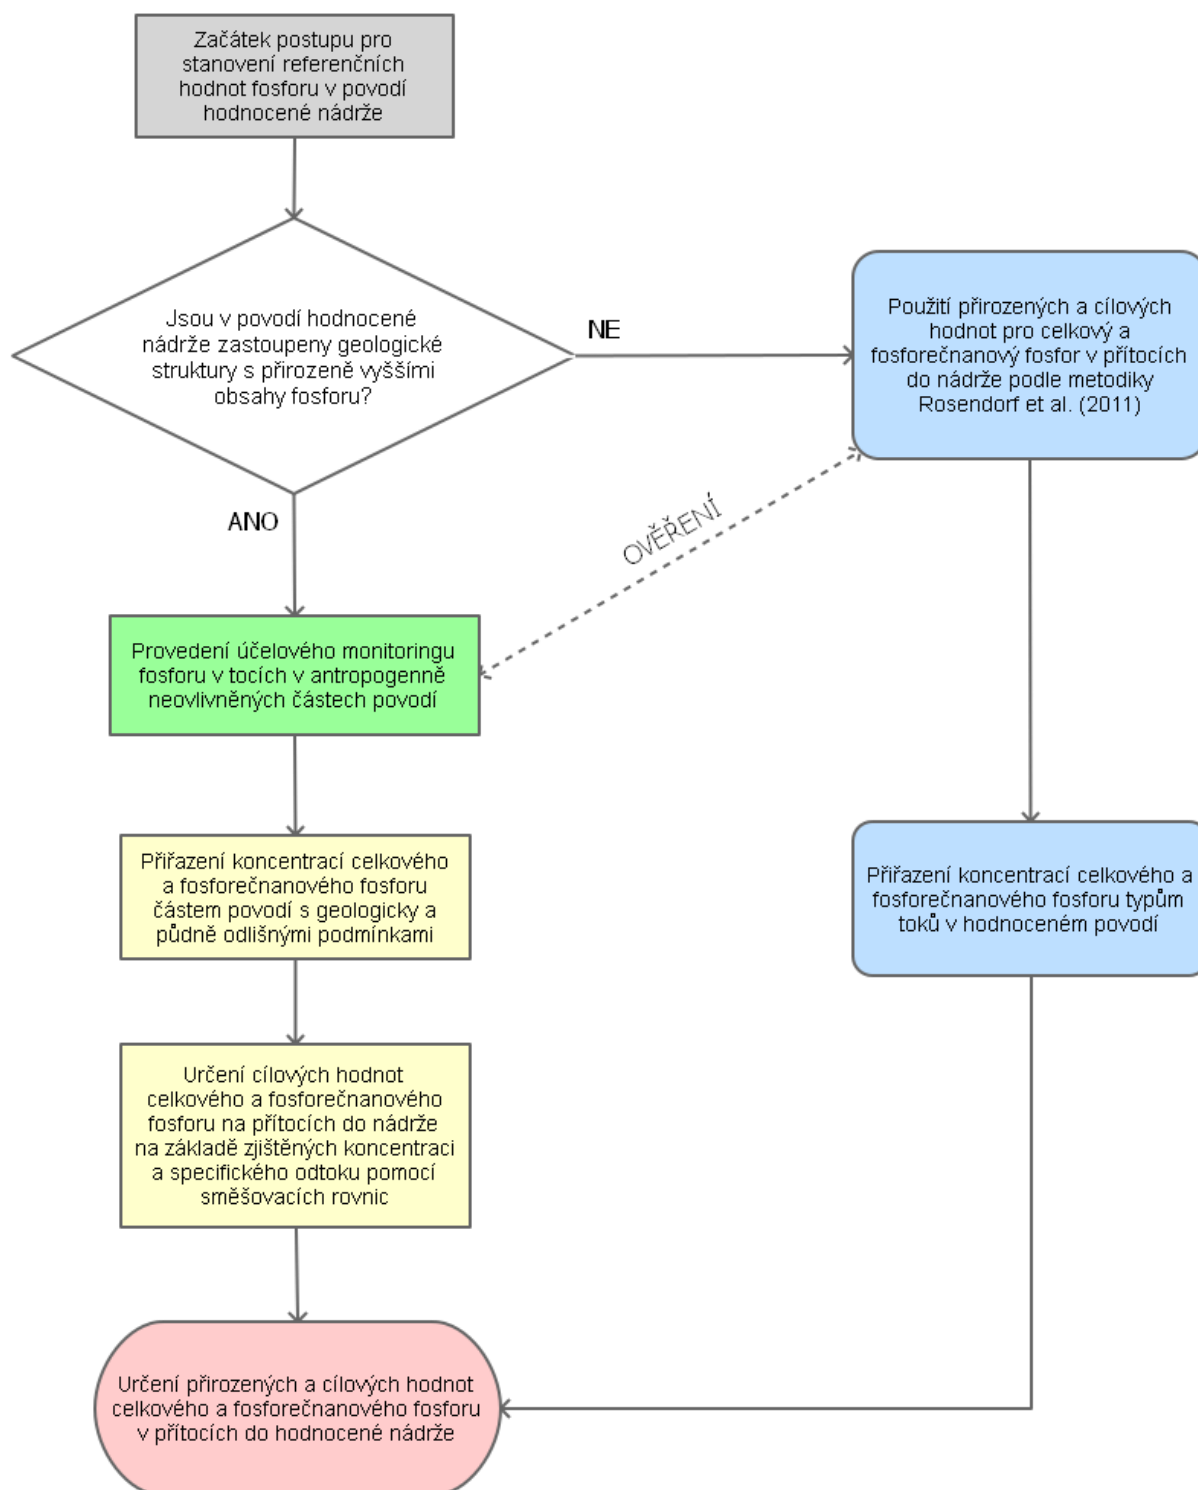 Začátek postupu pro
stanovení referenčních
hodnot fosforu v povodí
hodnocené nádrže
Jsou v povodí hodnocené
nádrže zastoupeny geologické
struktury s přirozeně vyššími
obsahy fosforu?
NE
Použití přirozených a cílových
hodnot pro celkový a
fosforečnanový fosfor v přítocích
do nádrže podle metodiky
Rosendorf et al. (2011)
ANO
OVĚŘENÍ
Provedení účelového monitoringu
fosforu v tocích v antropogenně
neovlivněných částech povodí
Přiřazení koncentrací celkového
a fosforečnanového fosforu
částem povodí s geologicky a
půdně odlišnými podmínkami
Přiřazení koncentrací celkového a
fosforečnanového fosforu typům
toků v hodnoceném povodí
Určení cílových hodnot
celkového a fosforečnanového
fosforu na přítocích do nádrže
na základě zjištěných koncentraci
a specifického odtoku pomocí
směšovacích rovnic
Určení přirozených a cílových hodnot
celkového a fosforečnanového fosforu
v přítocích do hodnocené nádrže